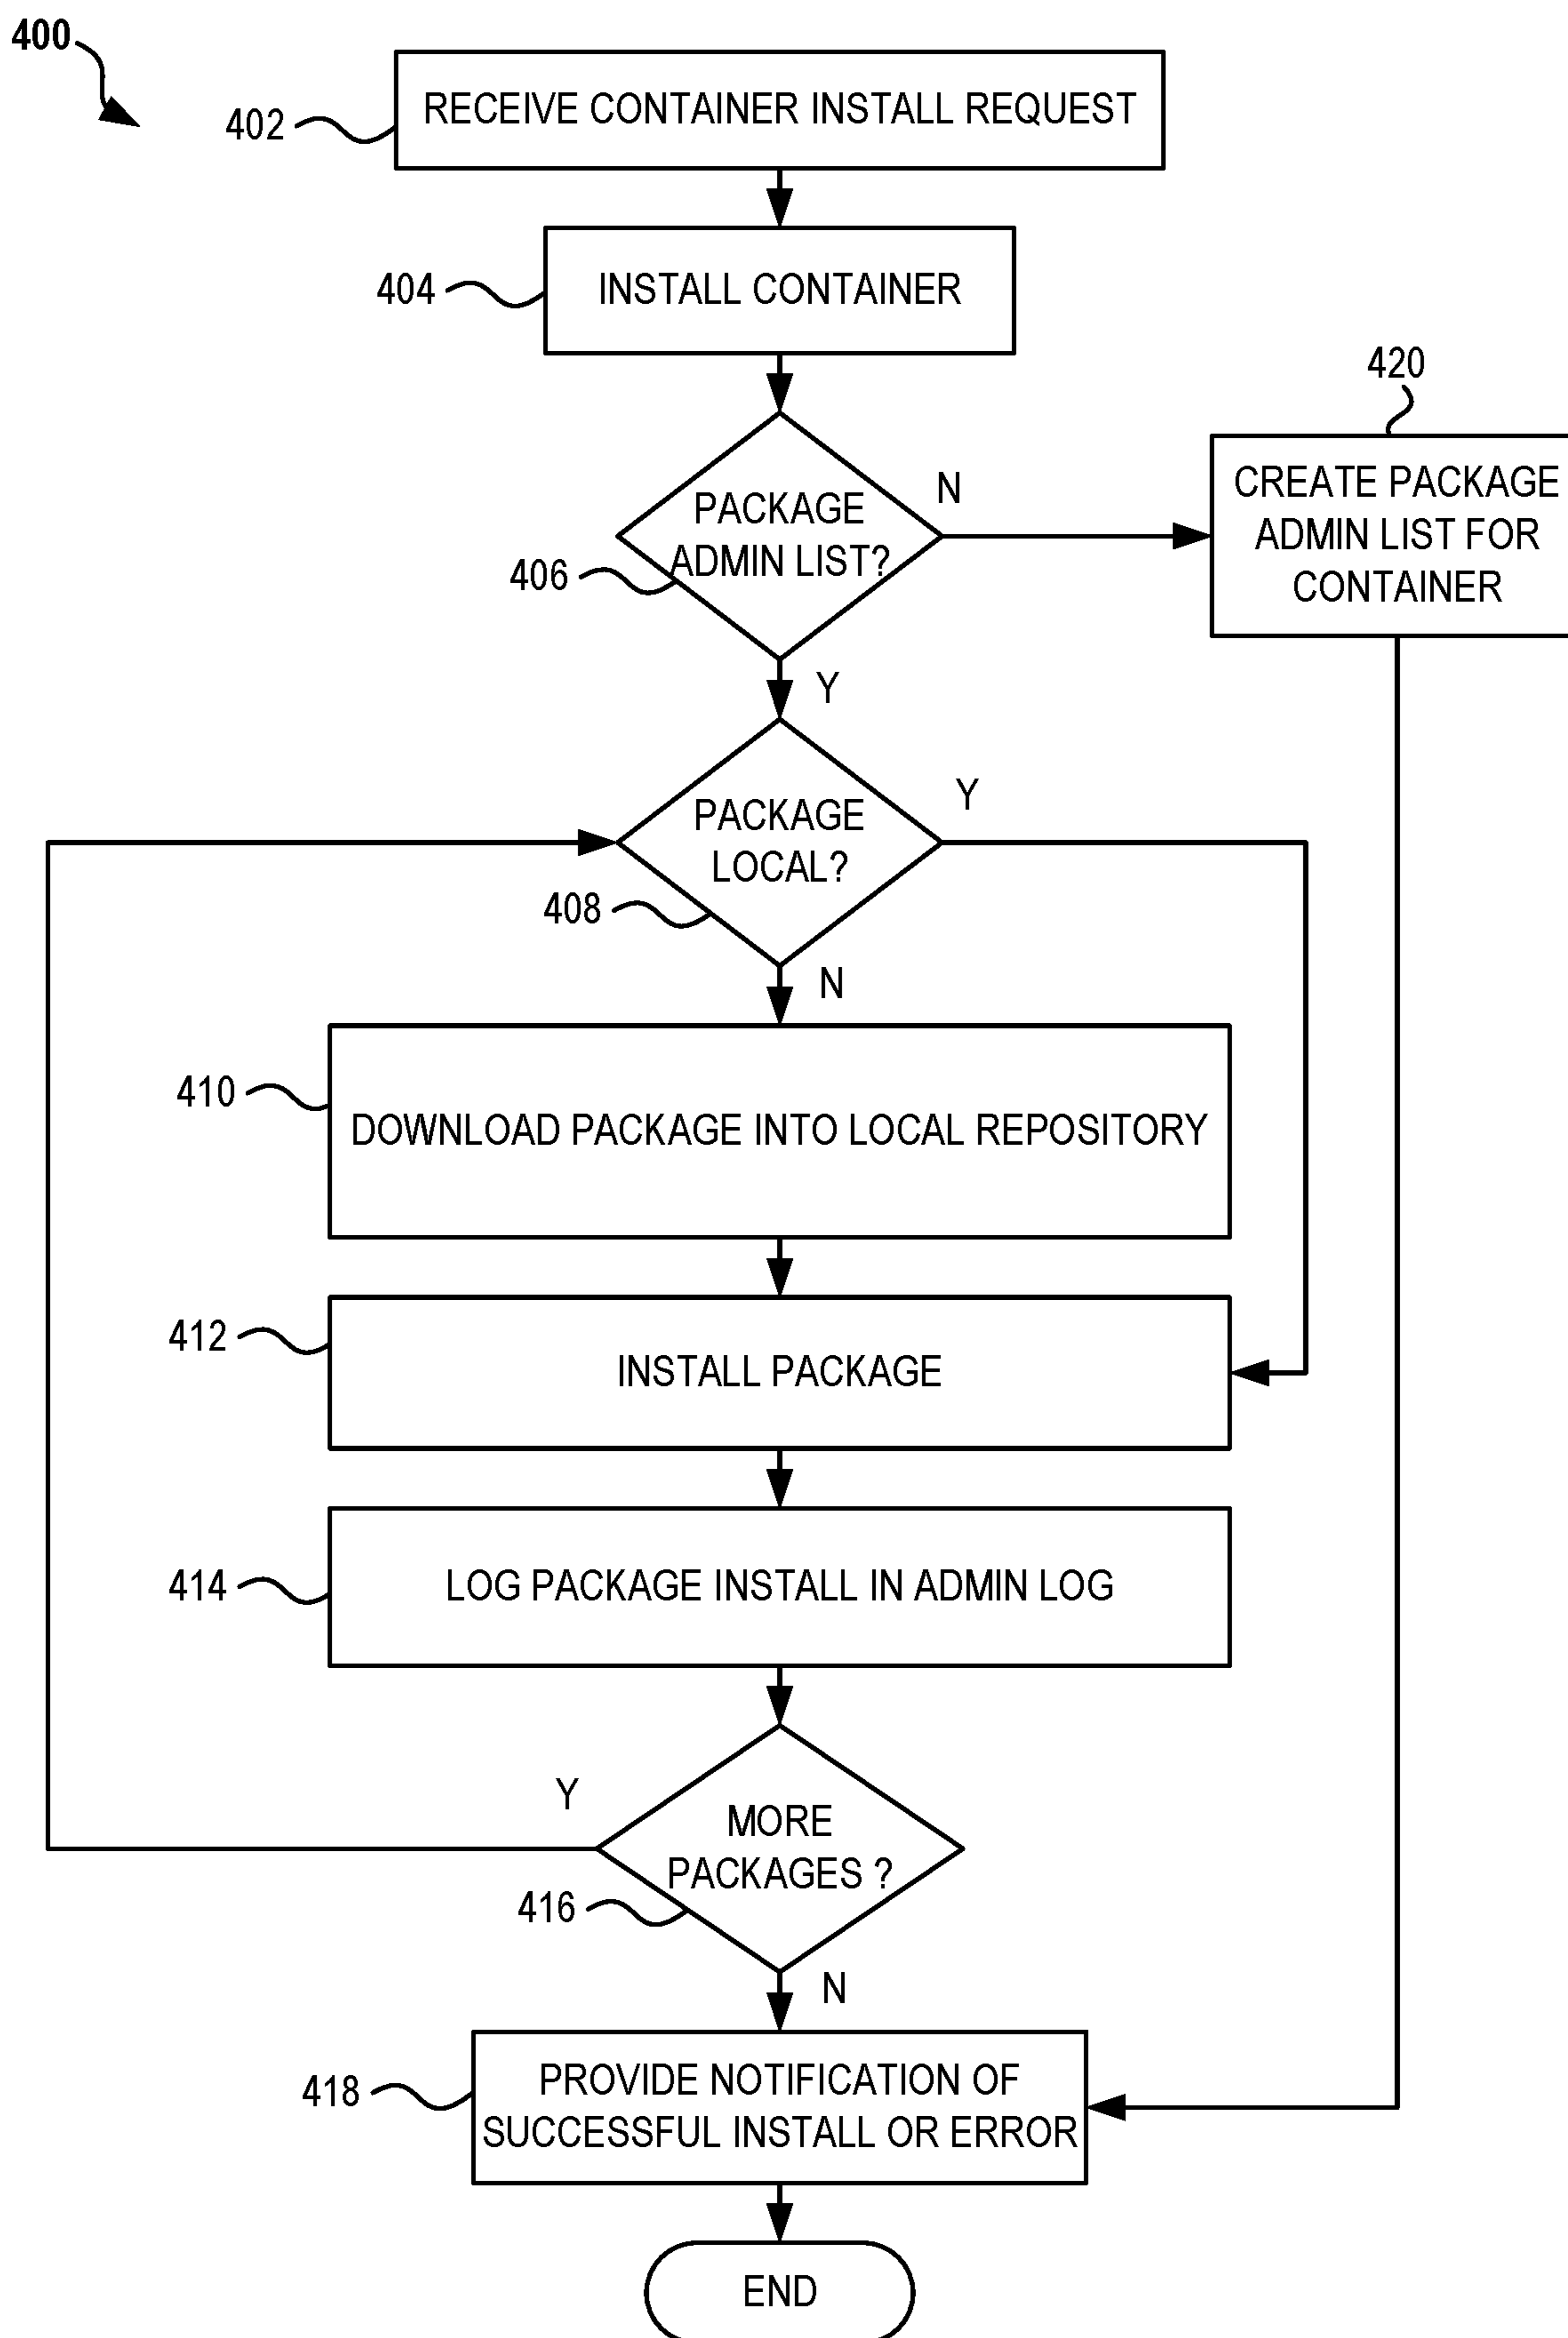 400
402
RECEIVE CONTAINER INSTALL REQUEST
404
INSTALL CONTAINER
420
CREATE PACKAGE
ADMIN LIST FOR
CONTAINER
PACKAGE
ADMIN LIST?
N
406
Y
PACKAGE
LOCAL?
Y
408
N
410
DOWNLOAD PACKAGE INTO LOCAL REPOSITORY
412
INSTALL PACKAGE
414
LOG PACKAGE INSTALL IN ADMIN LOG
Y
MORE
PACKAGES ?
416
N
418
PROVIDE NOTIFICATION OF
SUCCESSFUL INSTALL OR ERROR
END